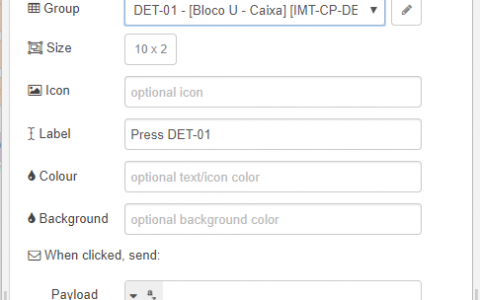 Group DET-01 - [Bloco U - Caixa] [IMT-CP-DE
Size 10 x 2
Icon optional icon
Label Press DET-01
Colour optional text/icon color
Background optional background color
When clicked, send:
Payload a z